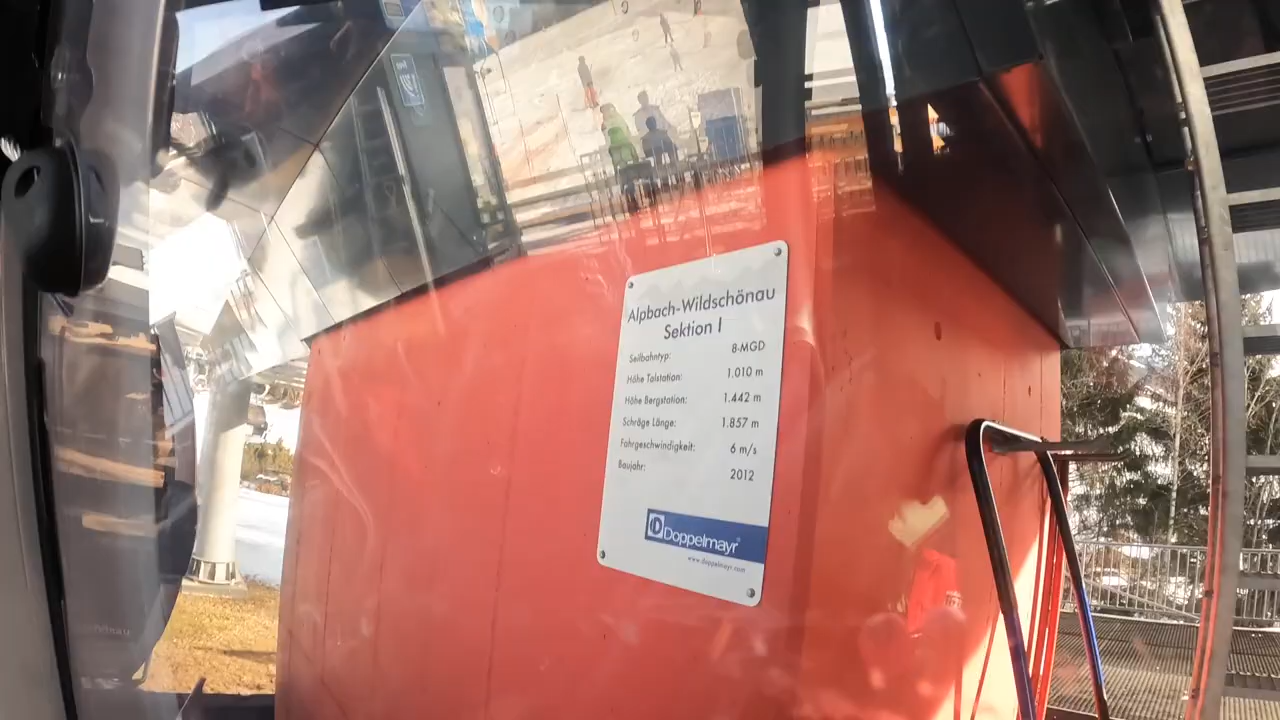 Alpbach-Wildschönau
Sektion I
Seilbahntyp: 8-MGD
Höhe Talstation: 1.010 m
Höhe Bergstation: 1.442 m
Schräge Länge: 1.857 m
Fahrgeschwindigkeit: 6 m/s
Baujahr: 2012
Doppelmayr
www.doppelmayr.com